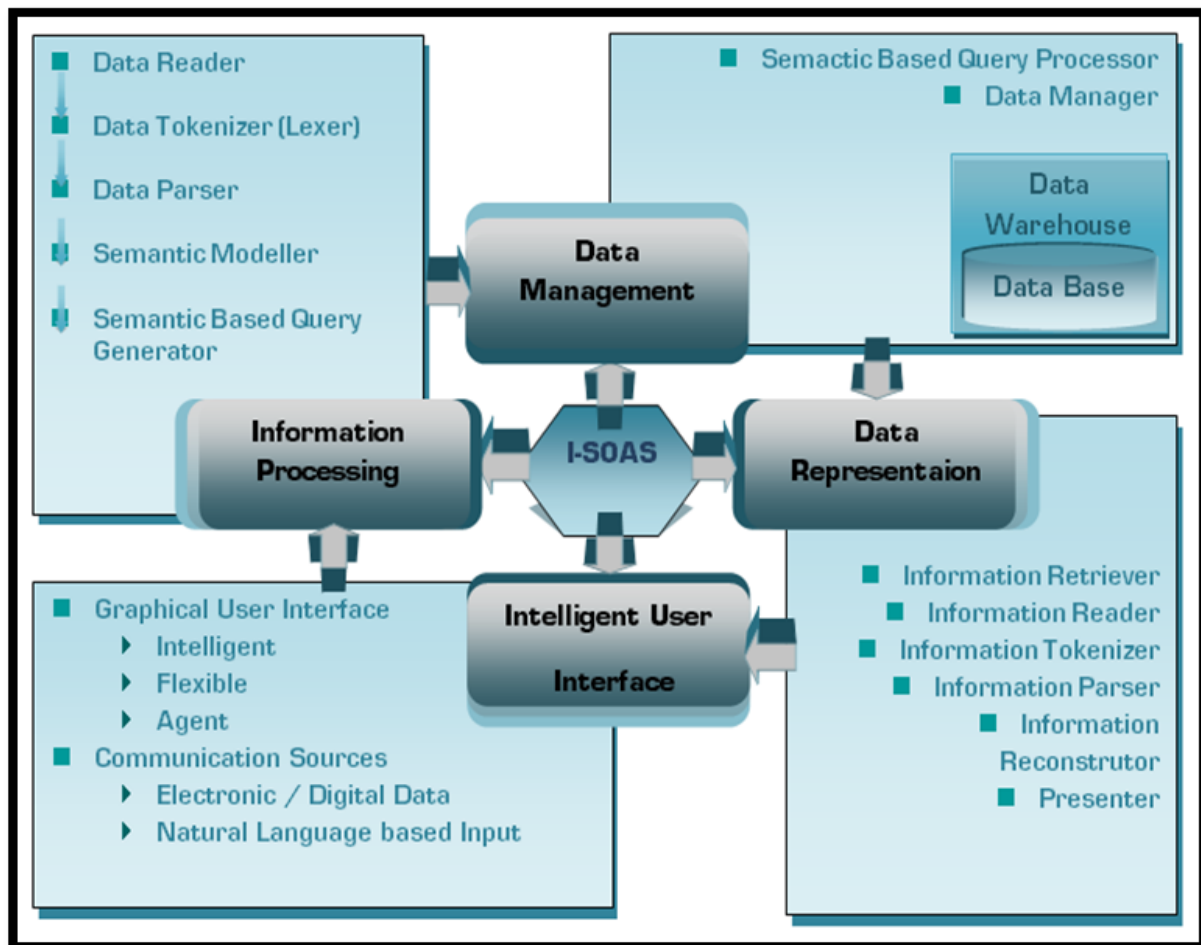 Data Reader
Data Tokenizer (Lexer)
Data Parser
Semantic Modeller
Semantic Based Query
Generator
Semactic Based Query Processor
Data Manager
Data
Warehouse
Data Base
Data
Management
Information
Processing
I-SOAS
Data
Representaion
Intelligent User
Interface
Graphical User Interface
Intelligent
Flexible
Agent
Communication Sources
Electronic / Digital Data
Natural Language based Input
Information Retriever
Information Reader
Information Tokenizer
Information Parser
Information
Reconstrutor
Presenter